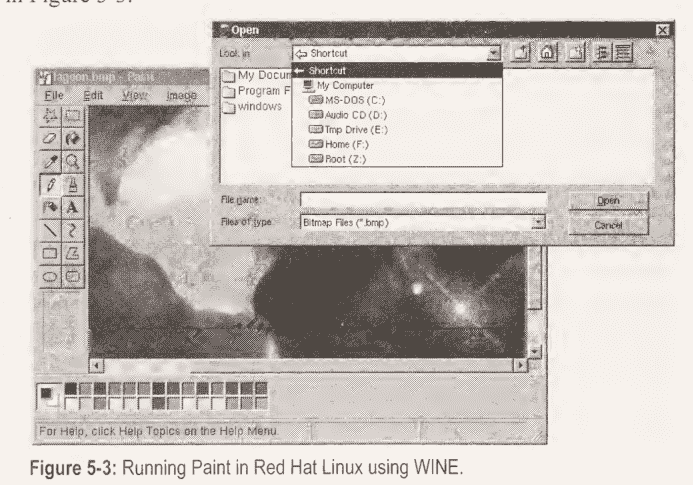 in Figure 5-3.
Open
Look in
Shortcut
Shortcut
My Computer
MS-DOS (C:)
Audio CD (D:)
Tmp Drive (E:)
Home (F:)
Root (Z:)
My Docum
Program F
windows
File name:
Open
Files of type:
Bitmap Files (*.bmp)
Cancel
lagoon.bmp - Paint
File Edit View Image
A
For Help, click Help Topics on the Help Menu.
Figure 5-3: Running Paint in Red Hat Linux using WINE.